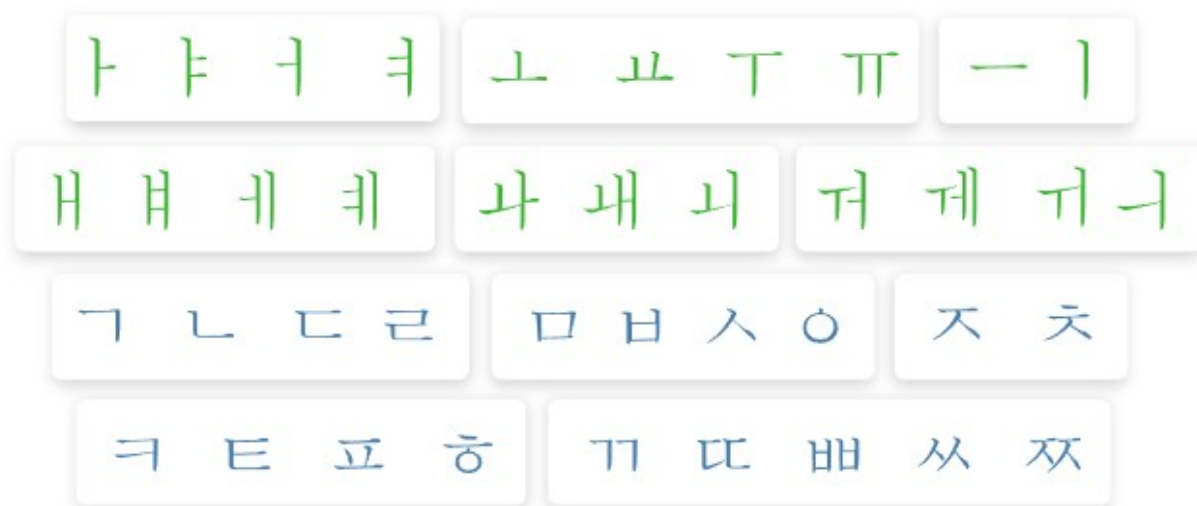 ㅏ ㅑ ㅓ ㅕ ㅗ ㅛ ㅜ ㅠ ㅡ ㅣ
ㅐ ㅒ ㅔ ㅖ ㅘ ㅙ ㅚ ㅝ ㅞ ㅟ ㅢ
ㄱ ㄴ ㄷ ㄹ ㅁ ㅂ ㅅ ㅇ ㅈ ㅊ
ㅋ ㅌ ㅍ ㅎ ㄲ ㄸ ㅃ ㅆ ㅉ